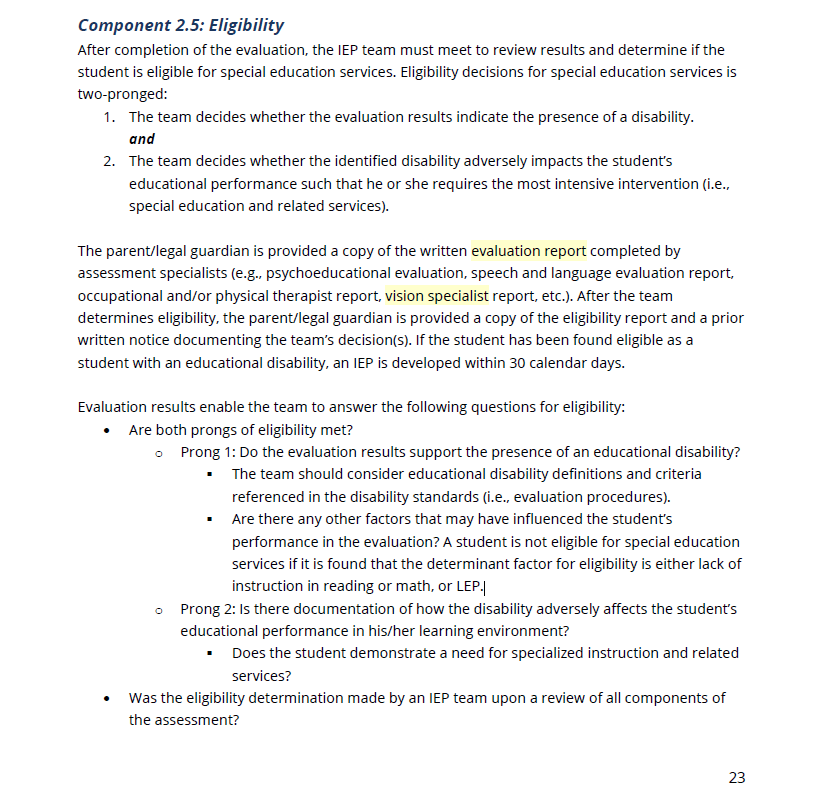 Component 2.5: Eligibility
After completion of the evaluation, the IEP team must meet to review results and determine if the
student is eligible for special education services. Eligibility decisions for special education services is
two-pronged:
1. The team decides whether the evaluation results indicate the presence of a disability.
and
2. The team decides whether the identified disability adversely impacts the student’s
educational performance such that he or she requires the most intensive intervention (i.e.,
special education and related services).
The parent/legal guardian is provided a copy of the written evaluation report completed by
assessment specialists (e.g., psychoeducational evaluation, speech and language evaluation report,
occupational and/or physical therapist report, vision specialist report, etc.). After the team
determines eligibility, the parent/legal guardian is provided a copy of the eligibility report and a prior
written notice documenting the team’s decision(s). If the student has been found eligible as a
student with an educational disability, an IEP is developed within 30 calendar days.
Evaluation results enable the team to answer the following questions for eligibility:
• Are both prongs of eligibility met?
o Prong 1: Do the evaluation results support the presence of an educational disability?
▪ The team should consider educational disability definitions and criteria
referenced in the disability standards (i.e., evaluation procedures).
▪ Are there any other factors that may have influenced the student’s
performance in the evaluation? A student is not eligible for special education
services if it is found that the determinant factor for eligibility is either lack of
instruction in reading or math, or LEP.
o Prong 2: Is there documentation of how the disability adversely affects the student’s
educational performance in his/her learning environment?
▪ Does the student demonstrate a need for specialized instruction and related
services?
• Was the eligibility determination made by an IEP team upon a review of all components of
the assessment?
23